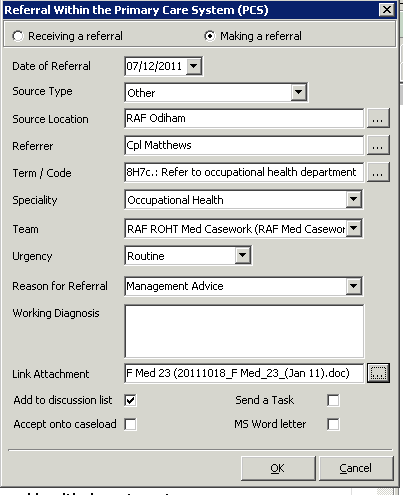 Referral Within the Primary Care System (PCS)
Receiving a referral
Making a referral
Date of Referral 07/12/2011
Source Type Other
Source Location RAF Odiham ...
Referrer Cpl Matthews ...
Term / Code 8H7c.: Refer to occupational health department ...
Speciality Occupational Health
Team RAF ROHT Med Casework (RAF Med Casewor
Urgency Routine
Reason for Referral Management Advice
Working Diagnosis
Link Attachment F Med 23 (20111018_F Med_23_(Jan 11).doc) ...
Add to discussion list Send a Task
Accept onto caseload MS Word letter
OK Cancel